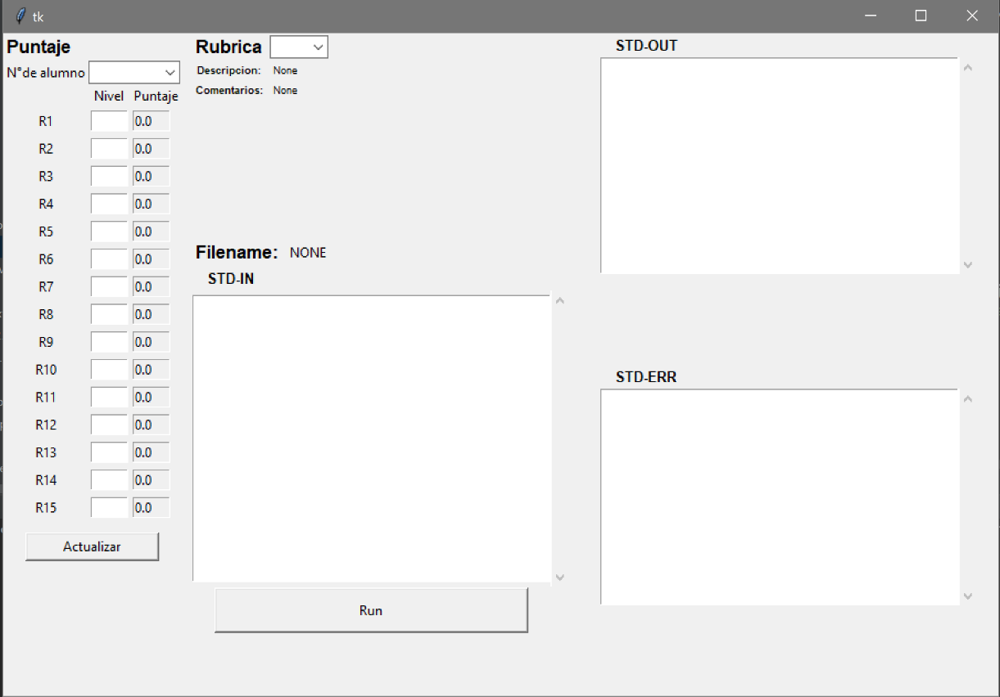 tk
Puntaje
N°de alumno
Nivel Puntaje
R1 0.0
R2 0.0
R3 0.0
R4 0.0
R5 0.0
R6 0.0
R7 0.0
R8 0.0
R9 0.0
R10 0.0
R11 0.0
R12 0.0
R13 0.0
R14 0.0
R15 0.0
Actualizar
Rubrica
Descripcion: None
Comentarios: None
Filename: NONE
STD-IN
Run
STD-OUT
STD-ERR